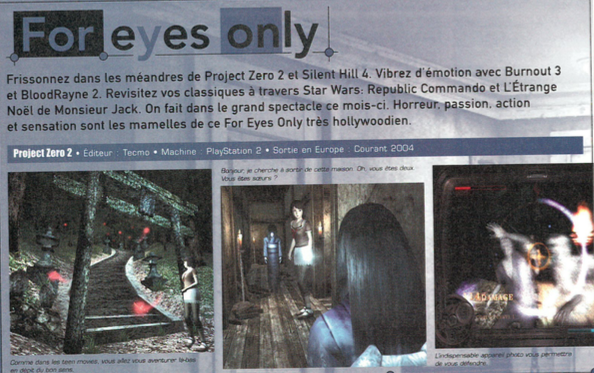 For eyes only
Frissonnez dans les méandres de Project Zero 2 et Silent Hill 4. Vibrez d'émotion avec Burnout 3
et BloodRayne 2. Revisitez vos classiques à travers Star Wars: Republic Commando et L'Étrange
Noël de Monsieur Jack. On fait dans le grand spectacle ce mois-ci. Horreur, passion, action
et sensation sont les mamelles de ce For Eyes Only très hollywoodien.
Project Zero 2 • Éditeur : Tecmo • Machine : PlayStation 2 • Sortie en Europe : Courant 2004
Bonjour, je cherche à sortir de cette maison. Oh, vous êtes deux.
Vous êtes sœurs ?
DAMAGE
Comme dans les teen movies, vous allez vous aventurer là-bas
en dépit du bon sens.
L'indispensable appareil photo vous permettra
de vous défendre.